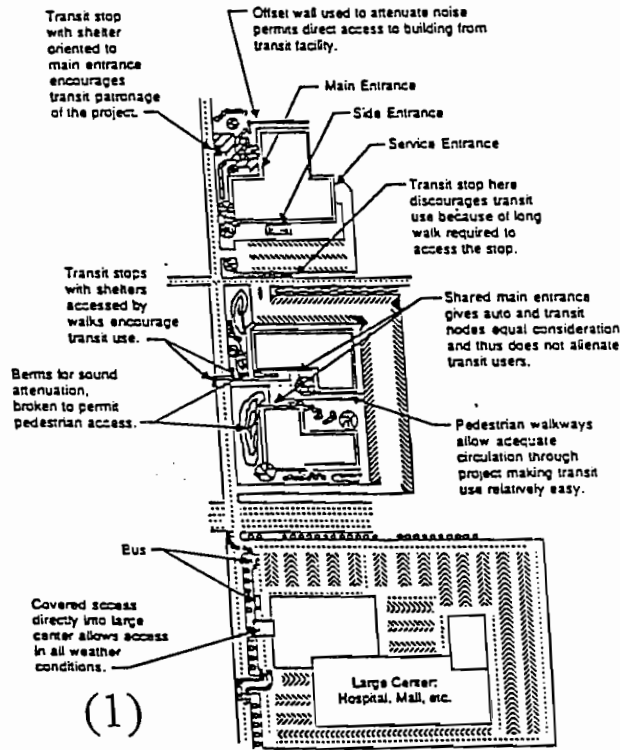 Transit stop
with shelter
oriented to
main entrance
encourages
transit patronage
of the project.
Offset wall used to attenuate noise
permits direct access to building from
transit facility.
Main Entrance
Side Entrance
Service Entrance
Transit stop here
discourages transit
use because of long
walk required to
access the stop.
Transit stops
with shelters
accessed by
walks encourage
transit use.
Shared main entrance
gives auto and transit
nodes equal consideration
and thus does not alienate
transit users.
Berms for sound
attenuation,
broken to permit
pedestrian access.
Pedestrian walkways
allow adequate
circulation through
project making transit
use relatively easy.
Bus
Covered access
directly into large
center allows access
in all weather
conditions.
Large Center:
Hospital, Mall, etc.
(1)